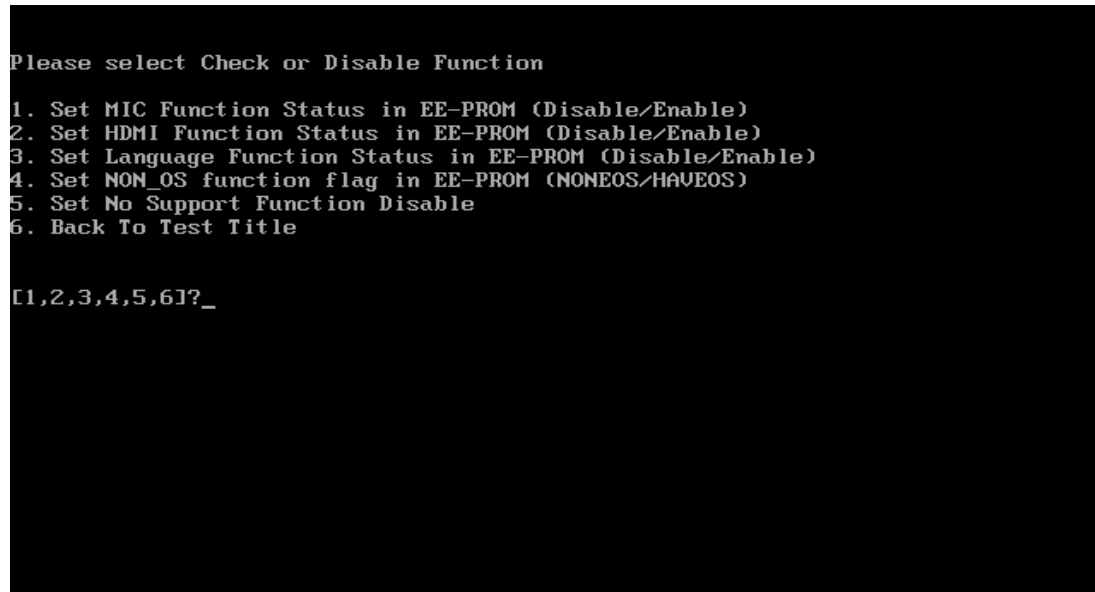 Please select Check or Disable Function
1. Set MIC Function Status in EE-PROM (Disable/Enable)
2. Set HDMI Function Status in EE-PROM (Disable/Enable)
3. Set Language Function Status in EE-PROM (Disable/Enable)
4. Set NON_OS function flag in EE-PROM (NONEOS/HAVEOS)
5. Set No Support Function Disable
6. Back To Test Title
[1,2,3,4,5,6]?_